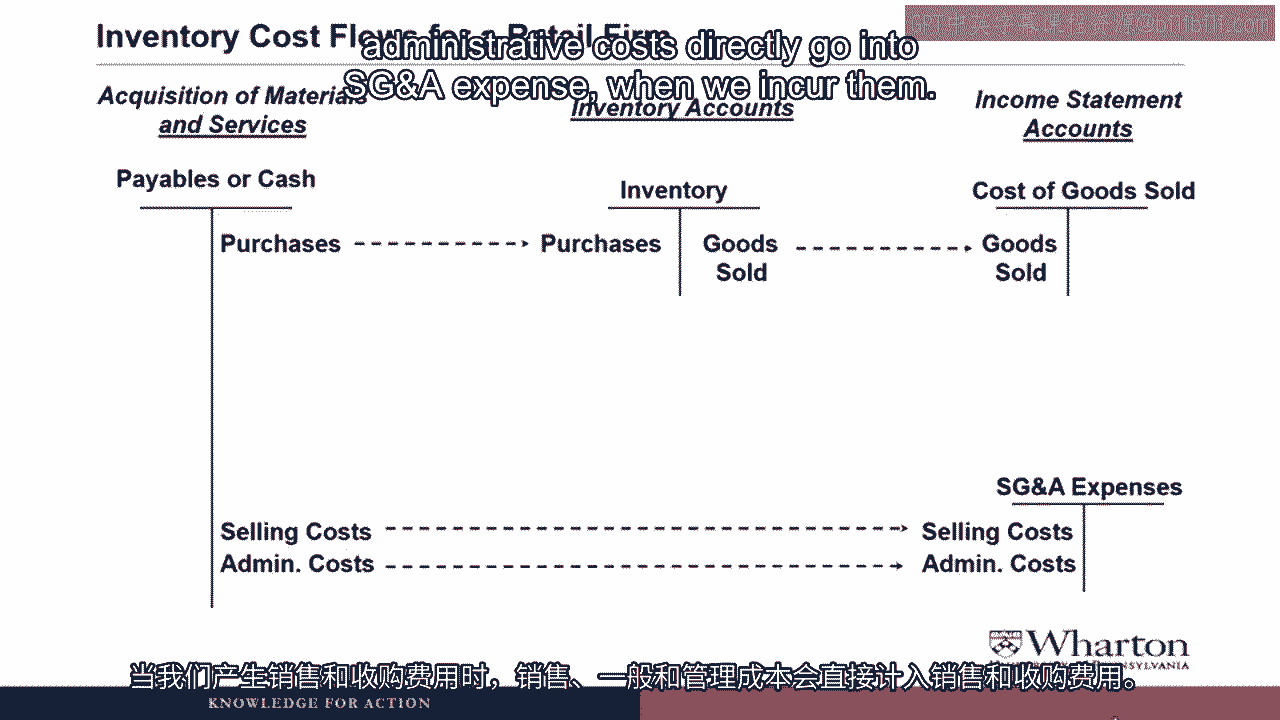 Inventory Cost Flows for a Retail Firm
administrative costs directly go into
SG&A expense, when we incur them.
Acquisition of Materials
and Services
Inventory Accounts
Income Statement
Accounts
Payables or Cash
Inventory
Cost of Goods Sold
Purchases
Purchases
Goods
Sold
Goods
Sold
SG&A Expenses
Selling Costs
Selling Costs
Admin. Costs
Admin. Costs
Wharton
当我们产生销售和收购费用时，销售、一般和管理成本会直接计入销售和收购费用。
KNOWLEDGE FOR ACTION